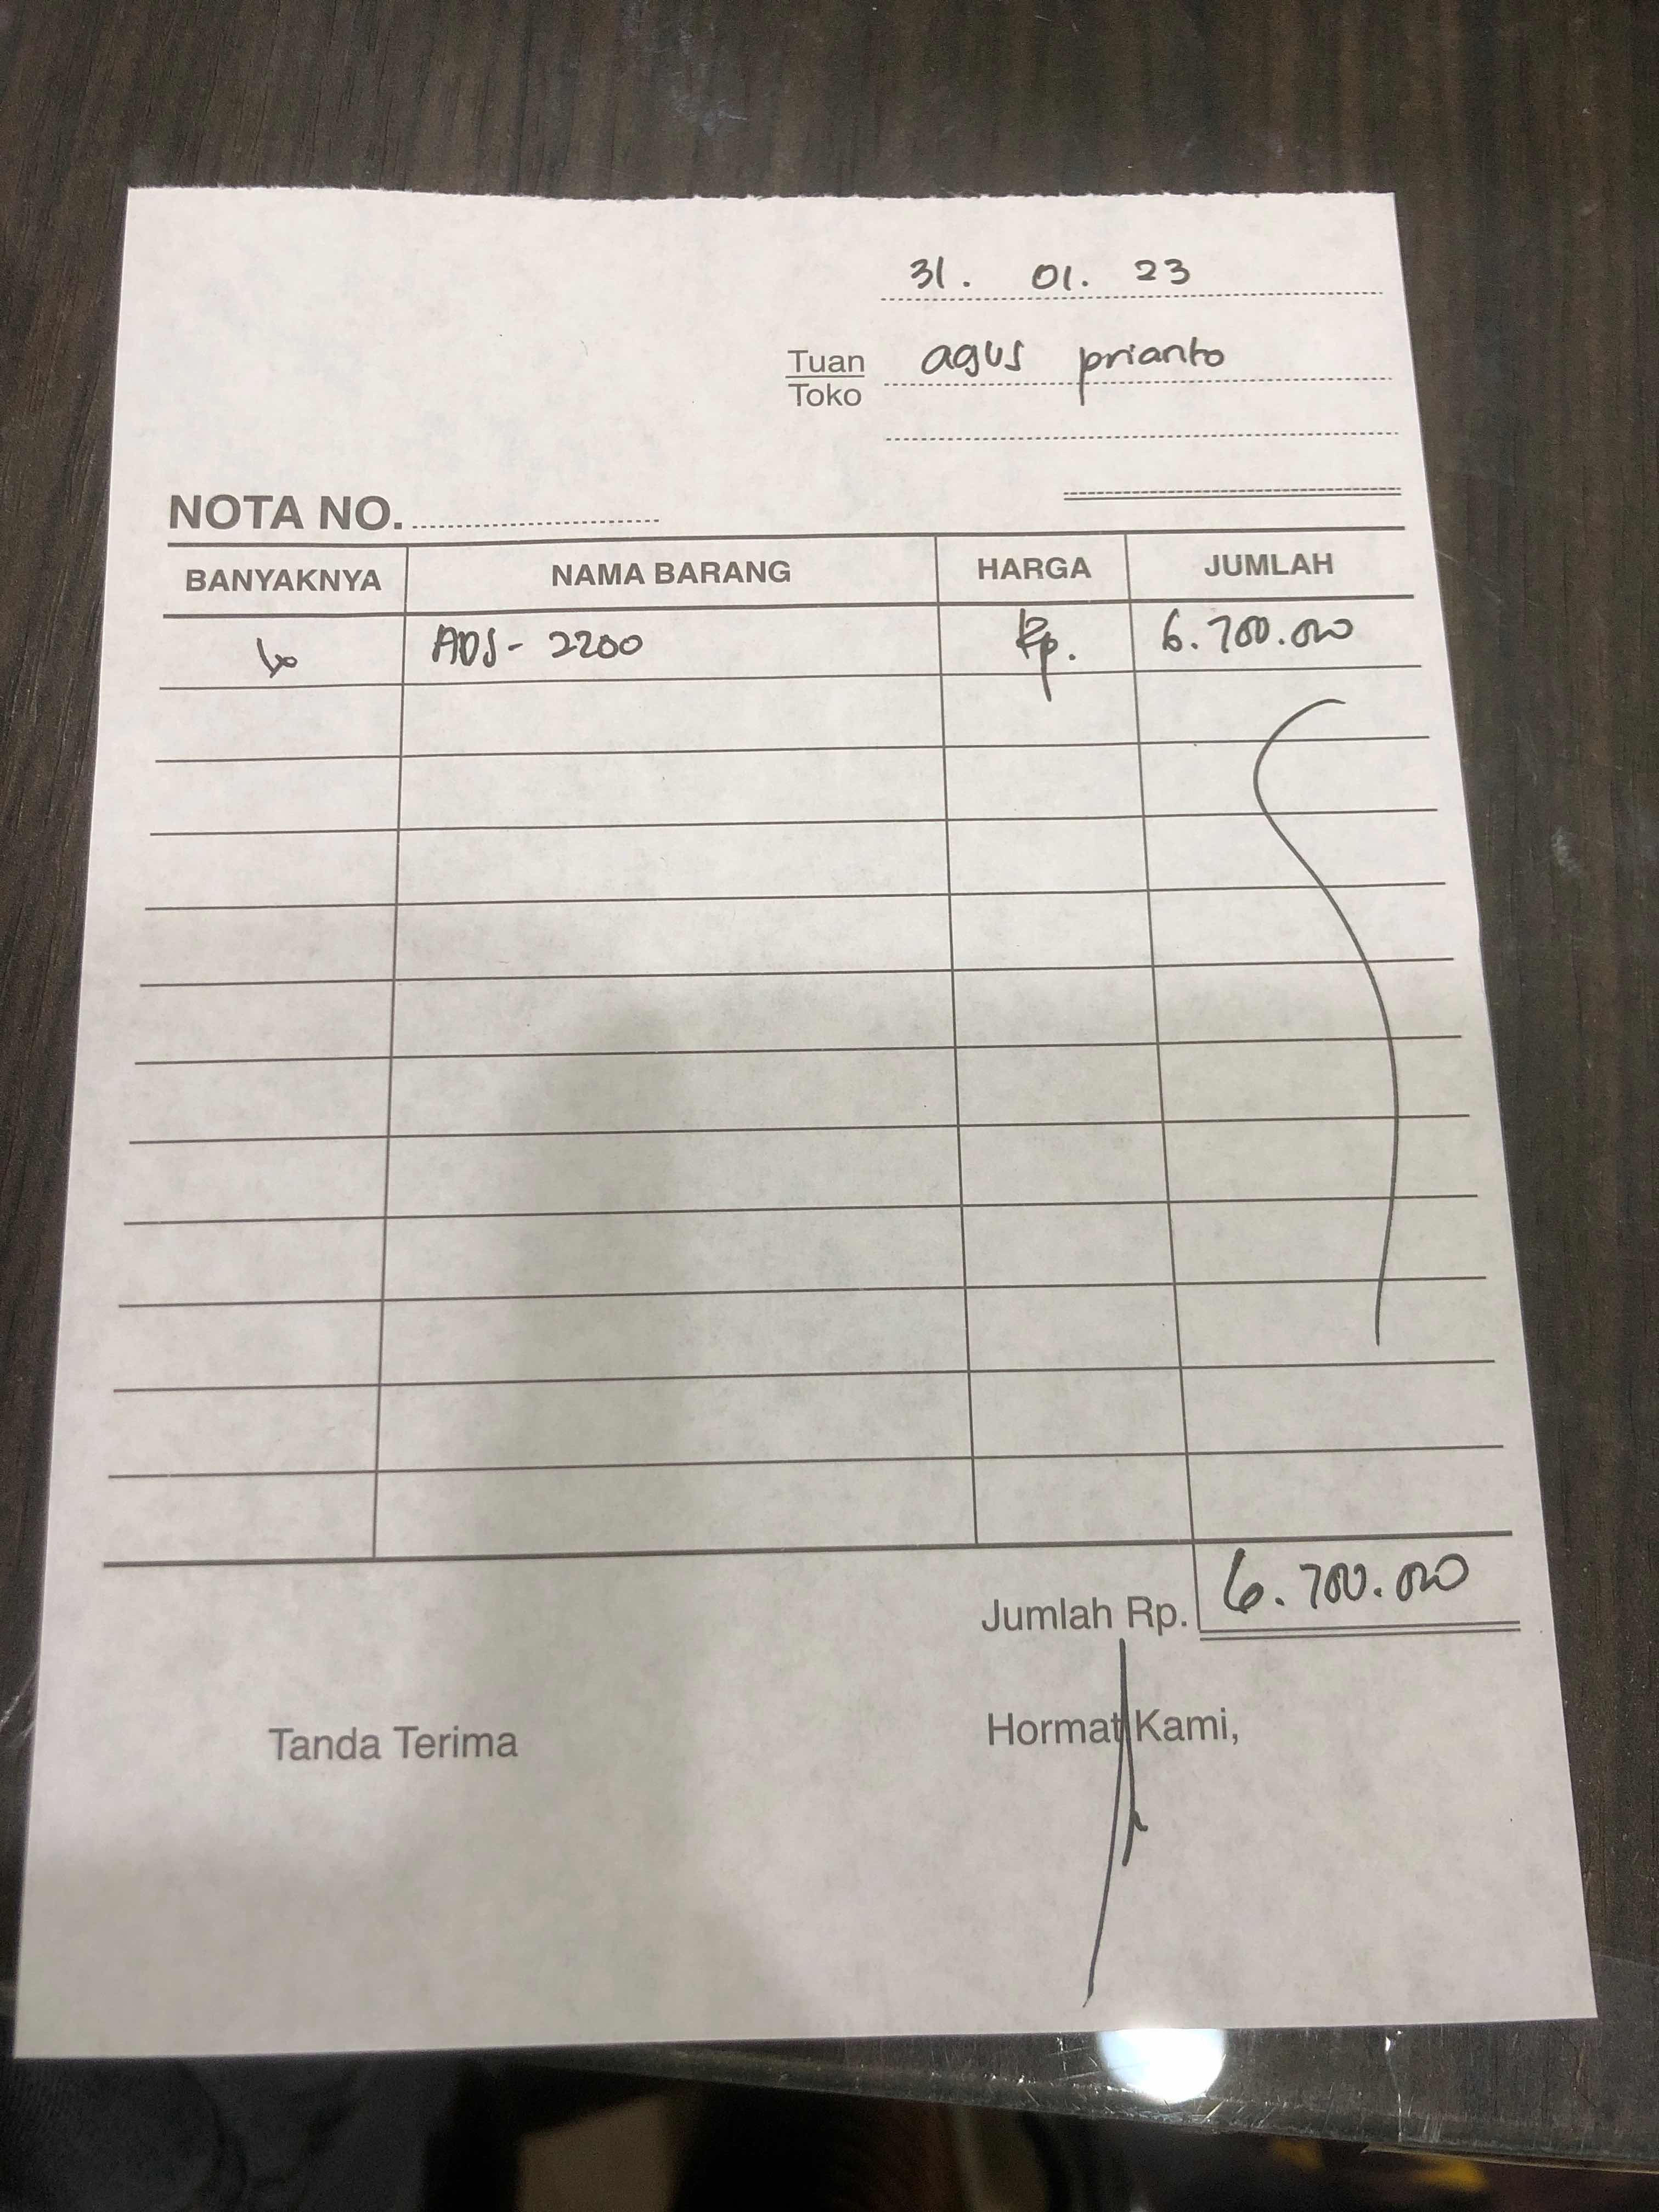 31. 01. 23
Tuan agus prianto
Toko
NOTA NO.
BANYAKNYA NAMA BARANG HARGA JUMLAH
ADS - 2200 Rp. 6.700.000
Jumlah Rp. 6.700.000
Tanda Terima Hormat Kami,